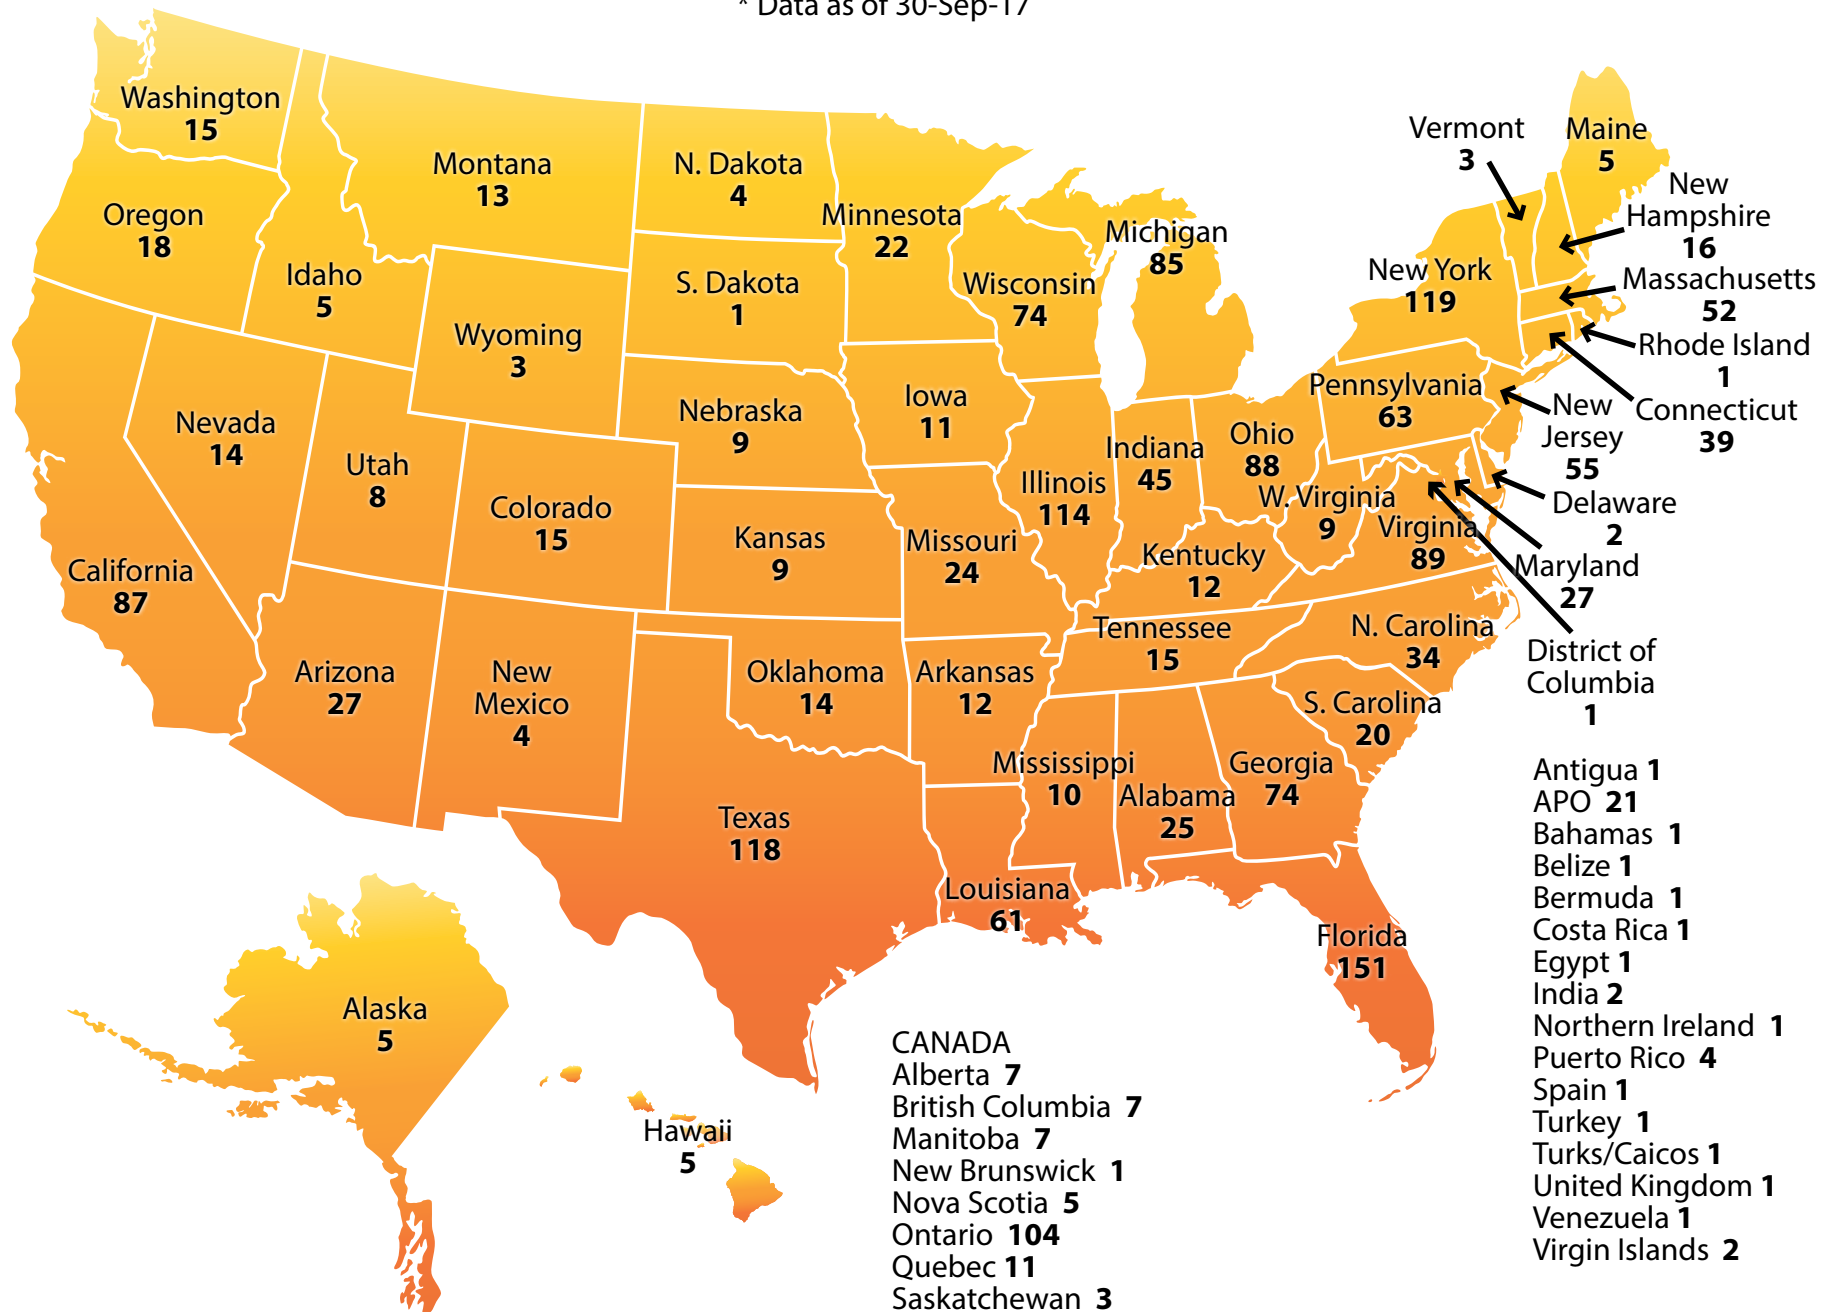 * Data as of 30-Sep-17
Washington
15
Oregon
18
Idaho
5
Montana
13
N. Dakota
4
S. Dakota
1
Minnesota
22
Wyoming
3
Nevada
14
Utah
8
Colorado
15
California
87
Arizona
27
New
Mexico
4
Nebraska
9
Kansas
9
Oklahoma
14
Texas
118
Iowa
11
Missouri
24
Arkansas
12
Louisiana
61
Wisconsin
74
Michigan
85
Illinois
114
Indiana
45
Ohio
88
Kentucky
12
Tennessee
15
Mississippi
10
Alabama
25
Georgia
74
Florida
151
S. Carolina
20
N. Carolina
34
W. Virginia
9
Virginia
89
Pennsylvania
63
New York
119
Vermont
3
Maine
5
New
Hampshire
16
Massachusetts
52
Rhode Island
1
Connecticut
39
New
Jersey
55
Delaware
2
Maryland
27
District of
Columbia
1
Alaska
5
Hawaii
5
CANADA
Alberta 7
British Columbia 7
Manitoba 7
New Brunswick 1
Nova Scotia 5
Ontario 104
Quebec 11
Saskatchewan 3
Antigua 1
APO 21
Bahamas 1
Belize 1
Bermuda 1
Costa Rica 1
Egypt 1
India 2
Northern Ireland 1
Puerto Rico 4
Spain 1
Turkey 1
Turks/Caicos 1
United Kingdom 1
Venezuela 1
Virgin Islands 2